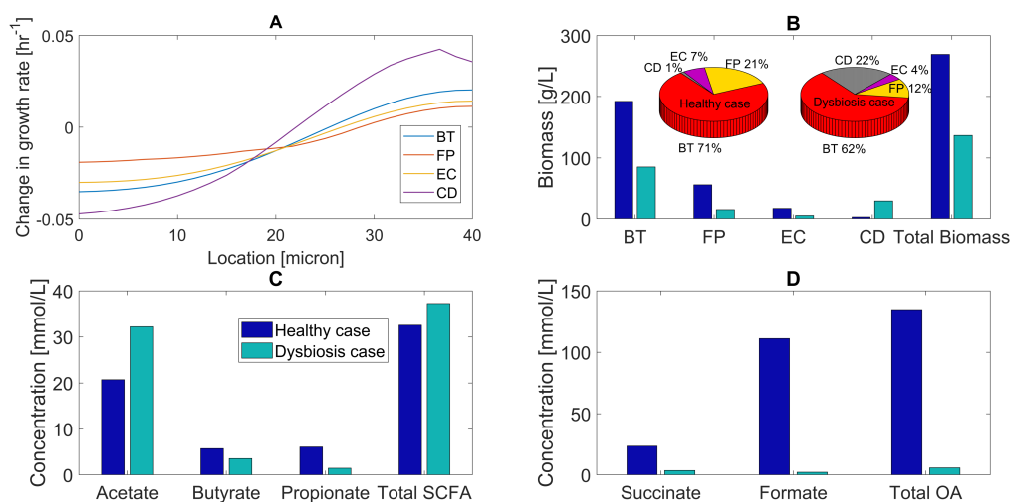 A
Change in growth rate [hr-1]
0.05
0
-0.05
0
10
20
30
40
Location [micron]
BT
FP
EC
CD
B
Biomass [g/L]
300
200
100
0
EC 7%
FP 21%
CD 1%
Healthy case
BT 71%
CD 22%
EC 4%
FP 12%
Dysbiosis case
BT 62%
BT
FP
EC
CD
Total Biomass
C
Concentration [mmol/L]
40
30
20
10
0
Healthy case
Dysbiosis case
Acetate
Butyrate
Propionate
Total SCFA
D
Concentration [mmol/L]
150
100
50
0
Succinate
Formate
Total OA